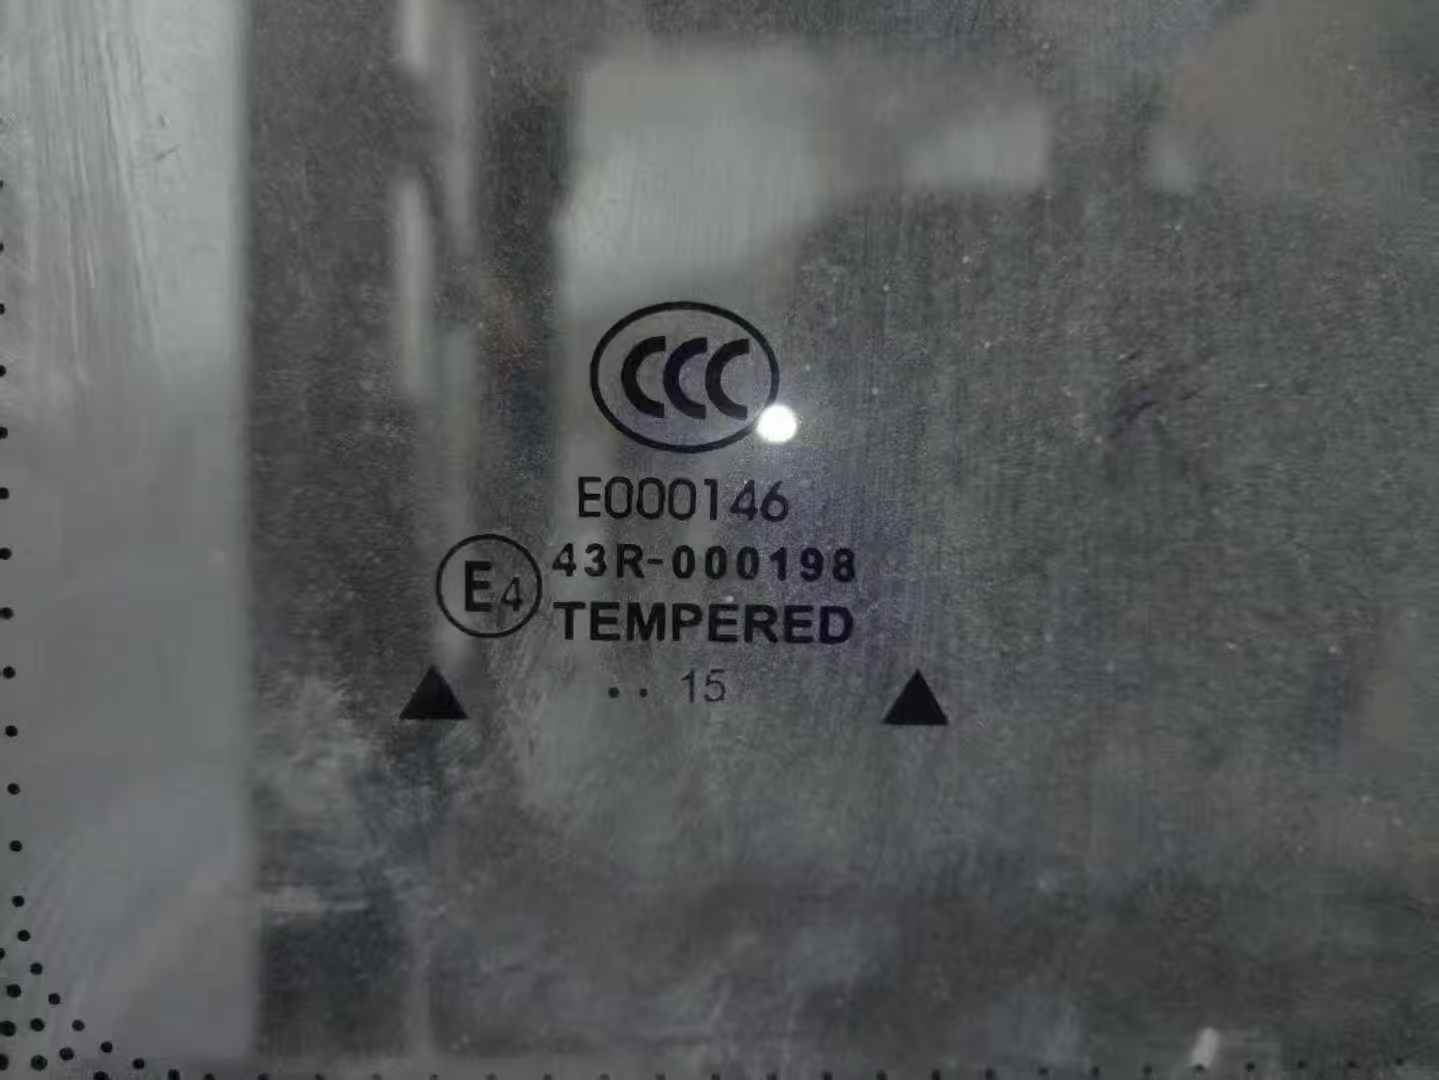 CCC
E000146
E4 43R-000198
TEMPERED
.. 15